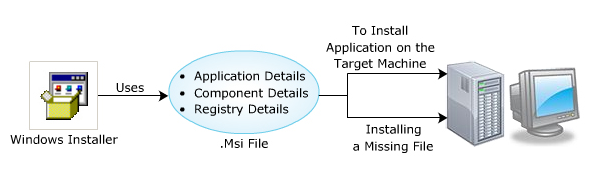 Windows Installer
Uses
• Application Details
• Component Details
• Registry Details
.Msi File
To Install
Application on the
Target Machine
Installing
a Missing File